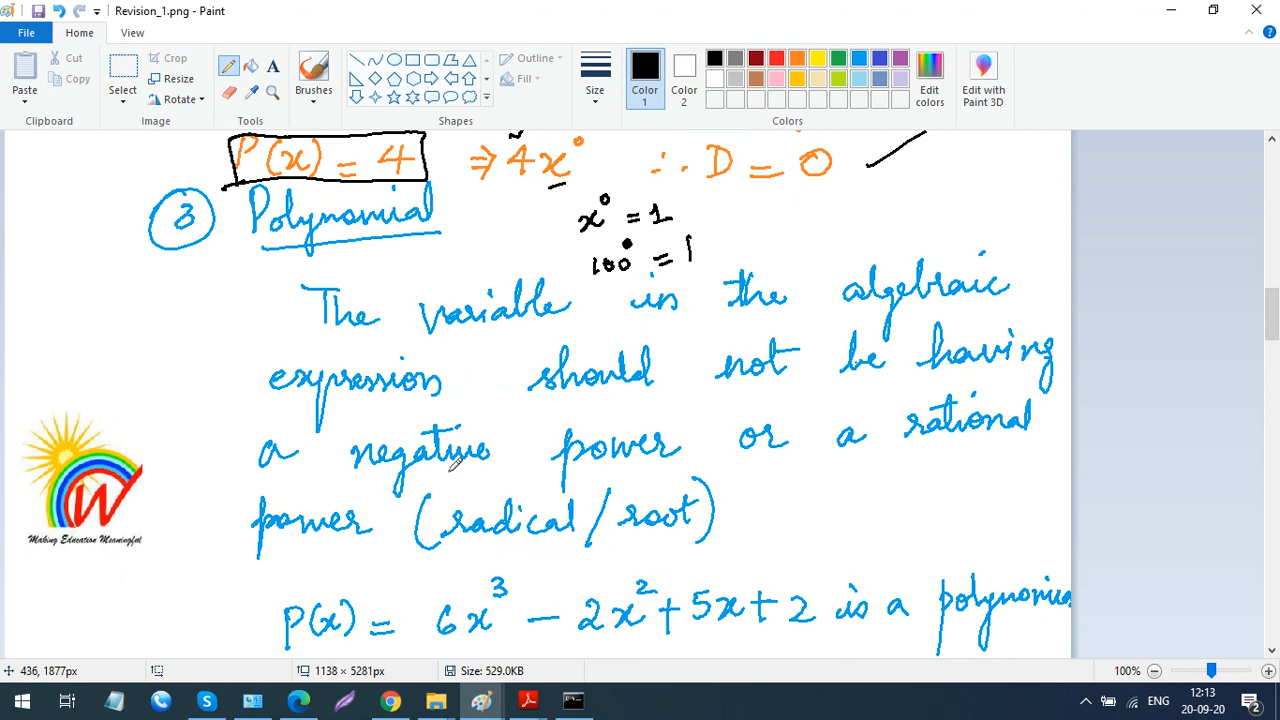 Revision_1.png - Paint
File Home View
Paste
Cut
Copy
Clipboard
Select
Crop
Resize
Rotate
Image
Tools
Brushes
Outline
Fill
Shapes
Size
Color 1
Color 2
Edit colors
Edit with Paint 3D
Colors
P(x) = 4 ⇒ 4x⁰ ∴ D = 0
③ Polynomial
x⁰ = 1
100⁰ = 1
The variable in the algebraic
expression should not be having
a negative power or a rational
power (radical/root)
P(x) = 6x³ – 2x² + 5x + 2 is a polynomia
W
Making Education Meaningful
436, 1877px
1138 × 5281px
Size: 529.0KB
100%
ENG
12:13
20-09-20
2